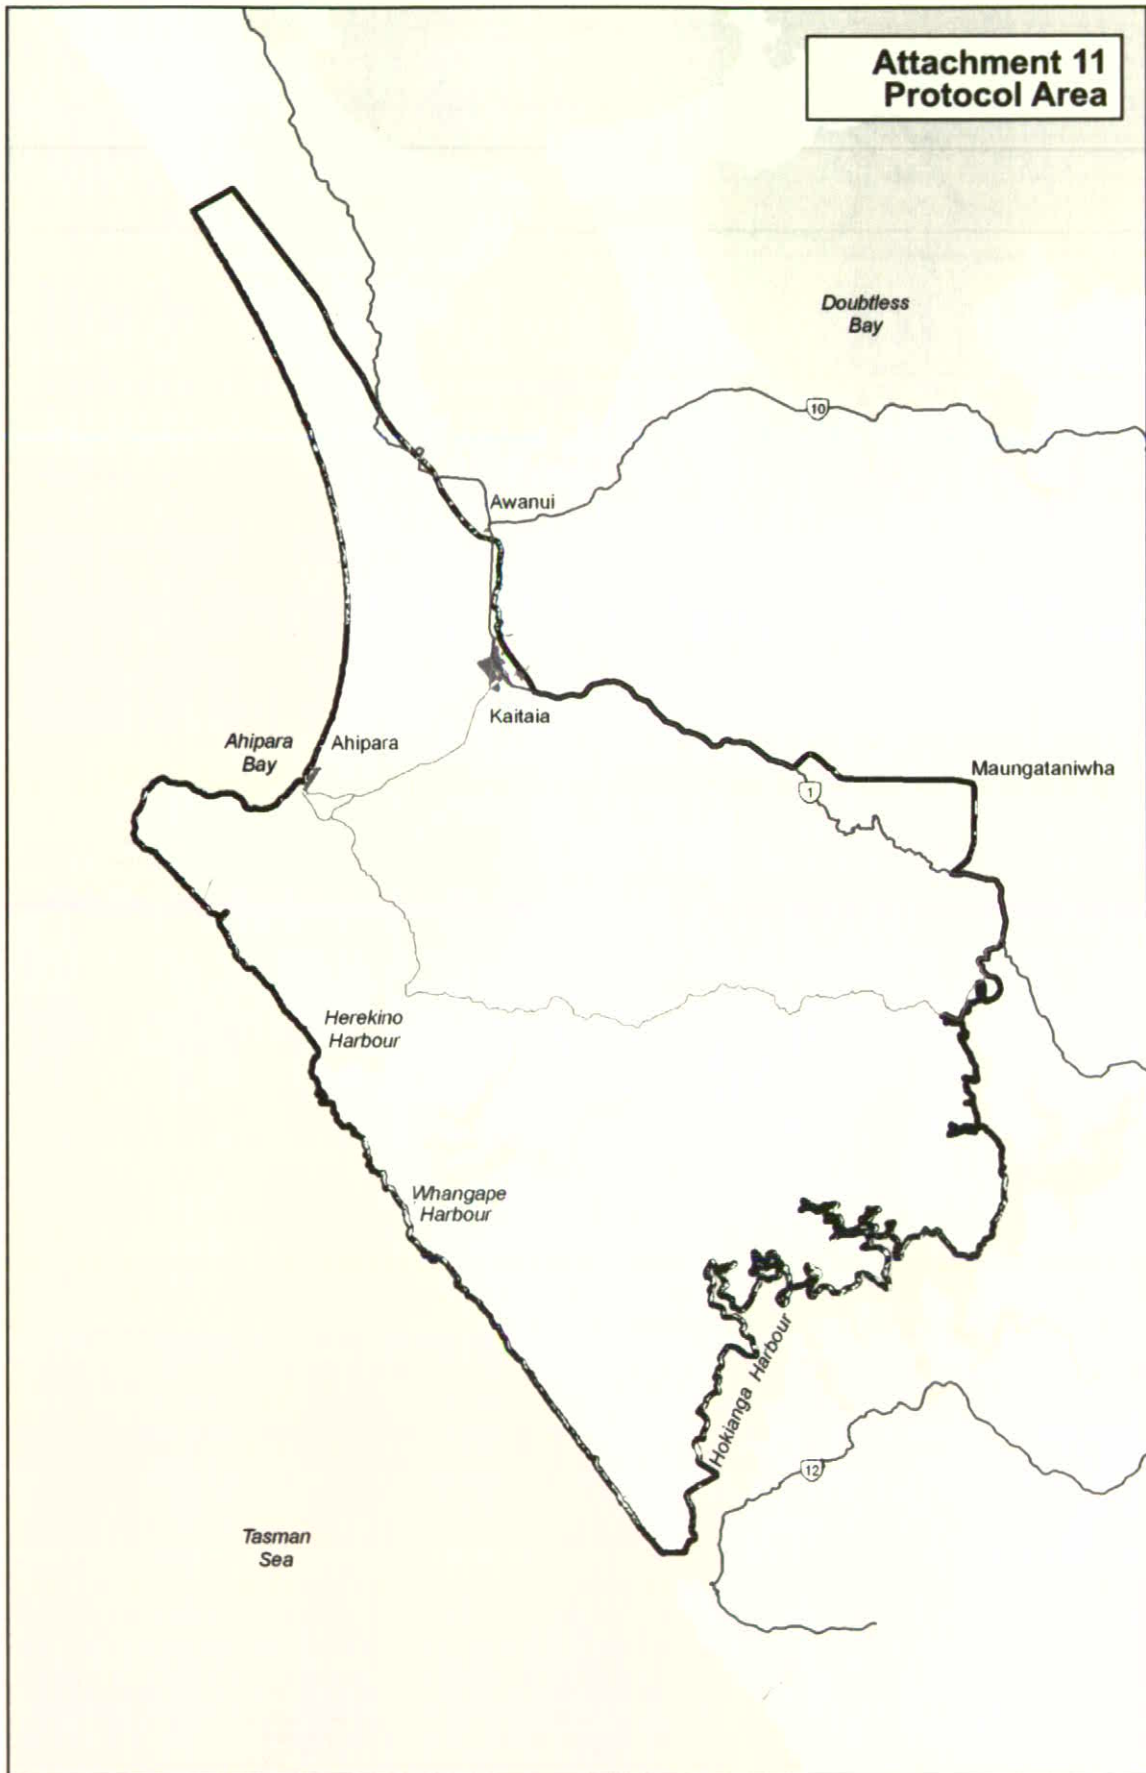 Attachment 11
Protocol Area
Doubtless
Bay
10
Awanui
Kaitaia
Ahipara
Bay
Ahipara
Maungataniwha
1
Herekino
Harbour
Whangape
Harbour
Hokianga Harbour
12
Tasman
Sea